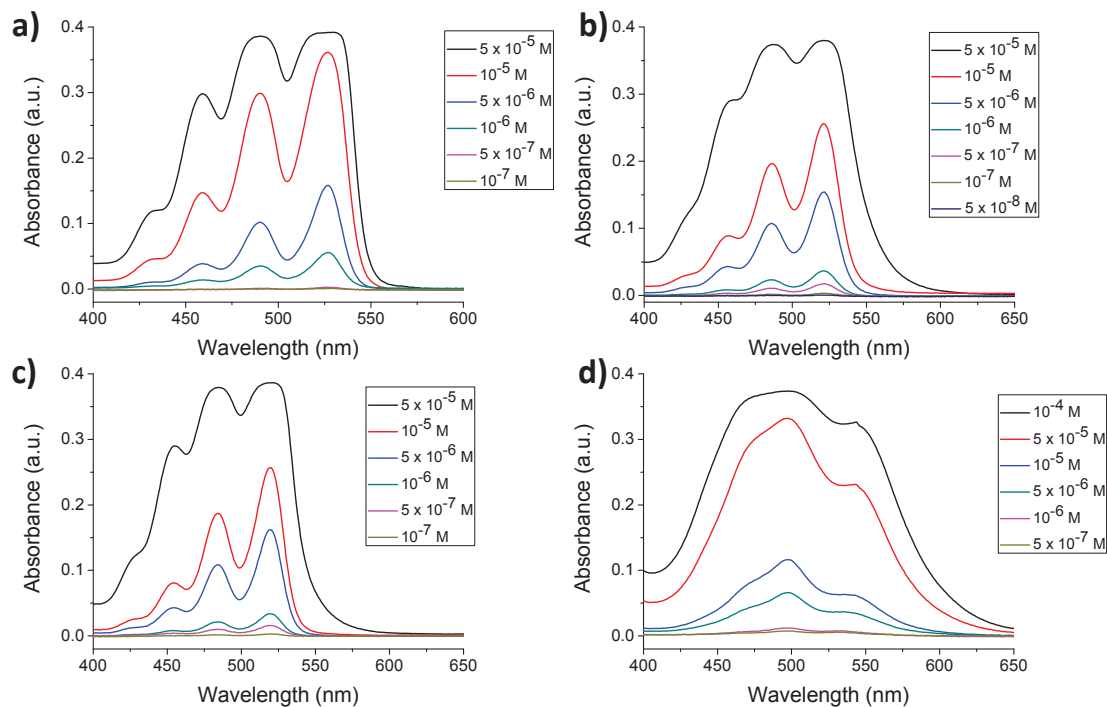 a)
0.4
0.3
0.2
0.1
0.0
Absorbance (a.u.)
400 450 500 550 600
Wavelength (nm)
5 x 10⁻⁵ M
10⁻⁵ M
5 x 10⁻⁶ M
10⁻⁶ M
5 x 10⁻⁷ M
10⁻⁷ M
b)
0.4
0.3
0.2
0.1
0.0
Absorbance (a.u.)
400 450 500 550 600 650
Wavelength (nm)
5 x 10⁻⁵ M
10⁻⁵ M
5 x 10⁻⁶ M
10⁻⁶ M
5 x 10⁻⁷ M
10⁻⁷ M
5 x 10⁻⁸ M
c)
0.4
0.3
0.2
0.1
0.0
Absorbance (a.u.)
400 450 500 550 600 650
Wavelength (nm)
5 x 10⁻⁵ M
10⁻⁵ M
5 x 10⁻⁶ M
10⁻⁶ M
5 x 10⁻⁷ M
10⁻⁷ M
d)
0.4
0.3
0.2
0.1
0.0
Absorbance (a.u.)
400 450 500 550 600 650
Wavelength (nm)
10⁻⁴ M
5 x 10⁻⁵ M
10⁻⁵ M
5 x 10⁻⁶ M
10⁻⁶ M
5 x 10⁻⁷ M